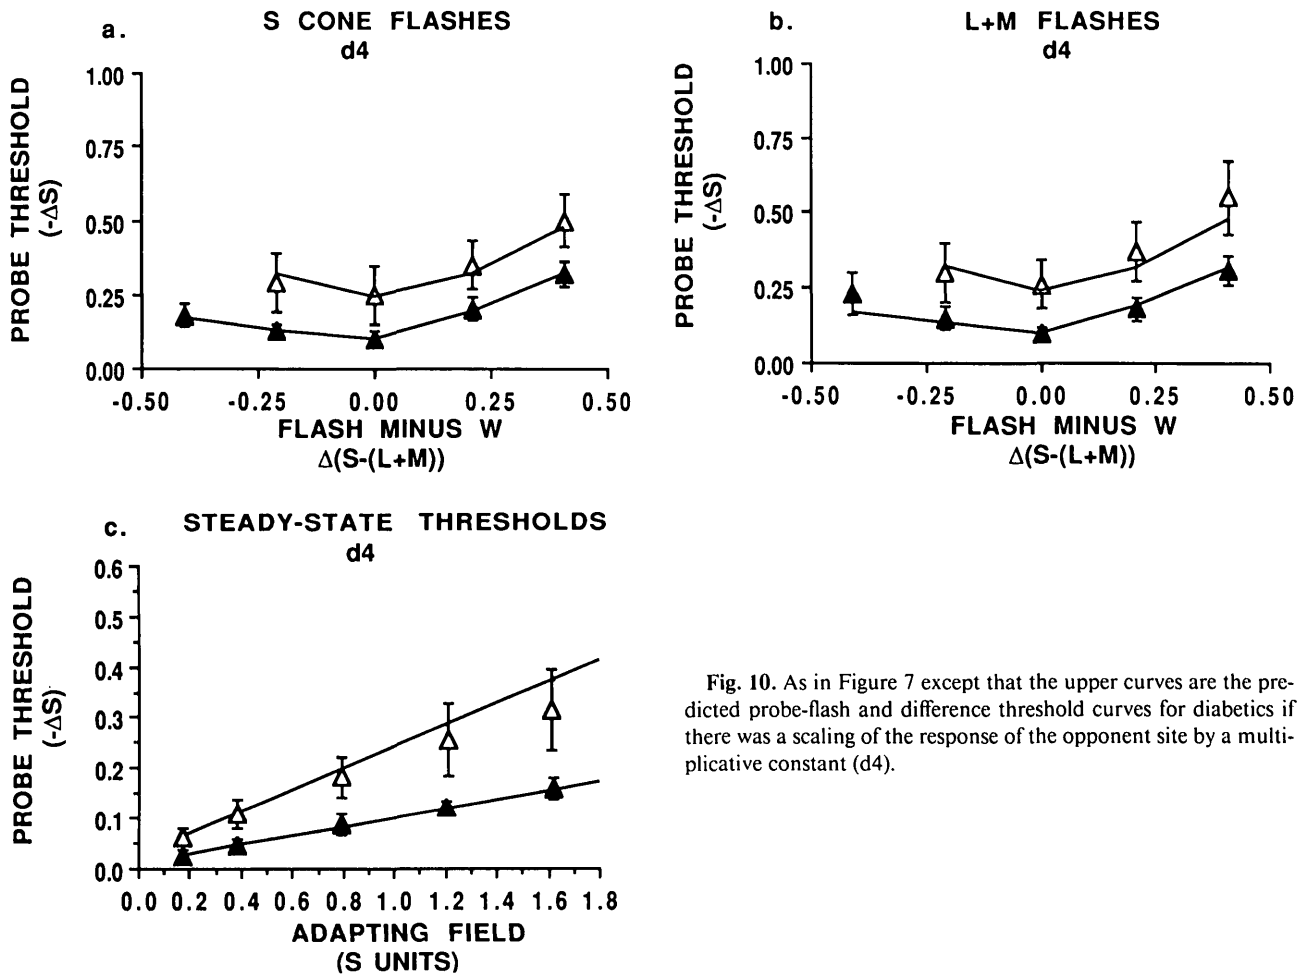 a.
S CONE FLASHES
d4
PROBE THRESHOLD
(-ΔS)
1.00
0.75
0.50
0.25
0.00
-0.50 -0.25 0.00 0.25 0.50
FLASH MINUS W
Δ(S-(L+M))
b.
L+M FLASHES
d4
PROBE THRESHOLD
(-ΔS)
1.00
0.75
0.50
0.25
0.00
-0.50 -0.25 0.00 0.25 0.50
FLASH MINUS W
Δ(S-(L+M))
c.
STEADY-STATE THRESHOLDS
d4
PROBE THRESHOLD
(-ΔS)
0.6
0.5
0.4
0.3
0.2
0.1
0.0
0.0 0.2 0.4 0.6 0.8 1.0 1.2 1.4 1.6 1.8
ADAPTING FIELD
(S UNITS)
Fig. 10. As in Figure 7 except that the upper curves are the pre-
dicted probe-flash and difference threshold curves for diabetics if
there was a scaling of the response of the opponent site by a multi-
plicative constant (d4).